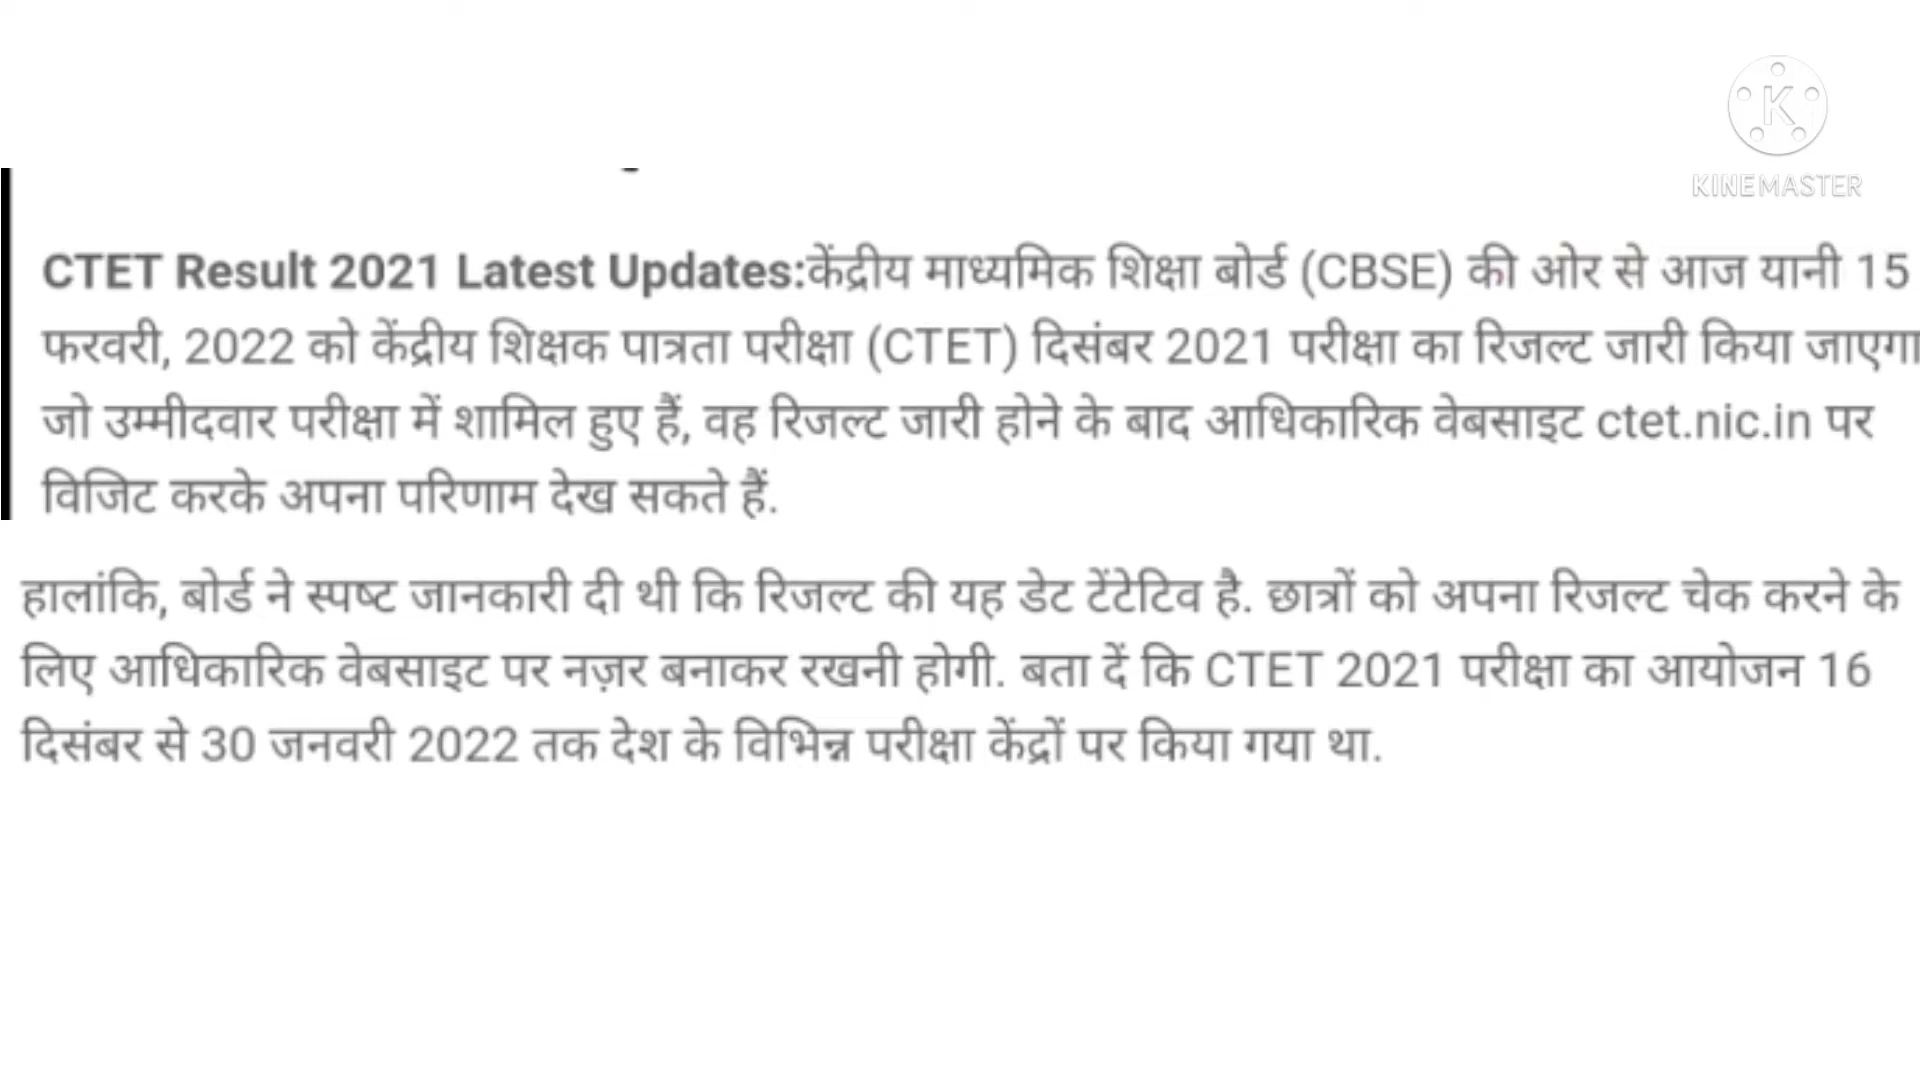 KINEMASTER
CTET Result 2021 Latest Updates:केंद्रीय माध्यमिक शिक्षा बोर्ड (CBSE) की ओर से आज यानी 15
फरवरी, 2022 को केंद्रीय शिक्षक पात्रता परीक्षा (CTET) दिसंबर 2021 परीक्षा का रिजल्ट जारी किया जाएगा
जो उम्मीदवार परीक्षा में शामिल हुए हैं, वह रिजल्ट जारी होने के बाद आधिकारिक वेबसाइट ctet.nic.in पर
विजिट करके अपना परिणाम देख सकते हैं.
हालांकि, बोर्ड ने स्पष्ट जानकारी दी थी कि रिजल्ट की यह डेट टेंटेटिव है. छात्रों को अपना रिजल्ट चेक करने के
लिए आधिकारिक वेबसाइट पर नज़र बनाकर रखनी होगी. बता दें कि CTET 2021 परीक्षा का आयोजन 16
दिसंबर से 30 जनवरी 2022 तक देश के विभिन्न परीक्षा केंद्रों पर किया गया था.